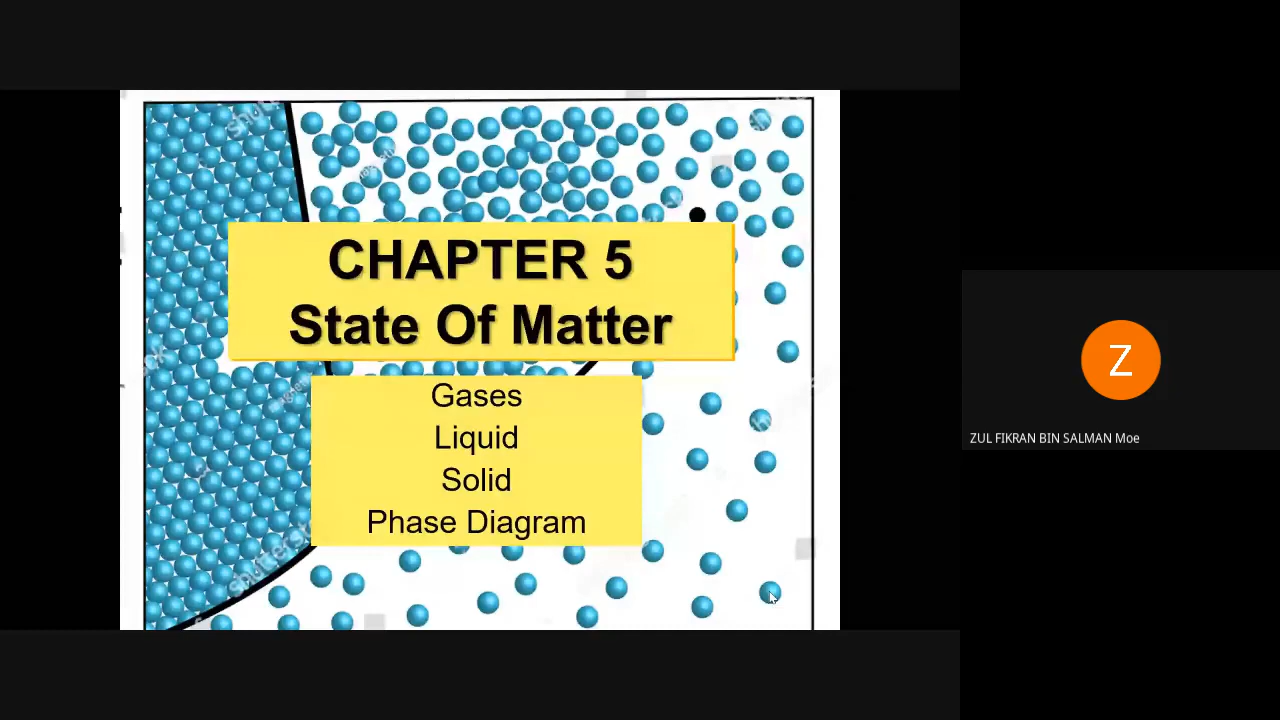 CHAPTER 5
State Of Matter
Gases
Liquid
Solid
Phase Diagram
Z
ZUL FIKRAN BIN SALMAN Moe